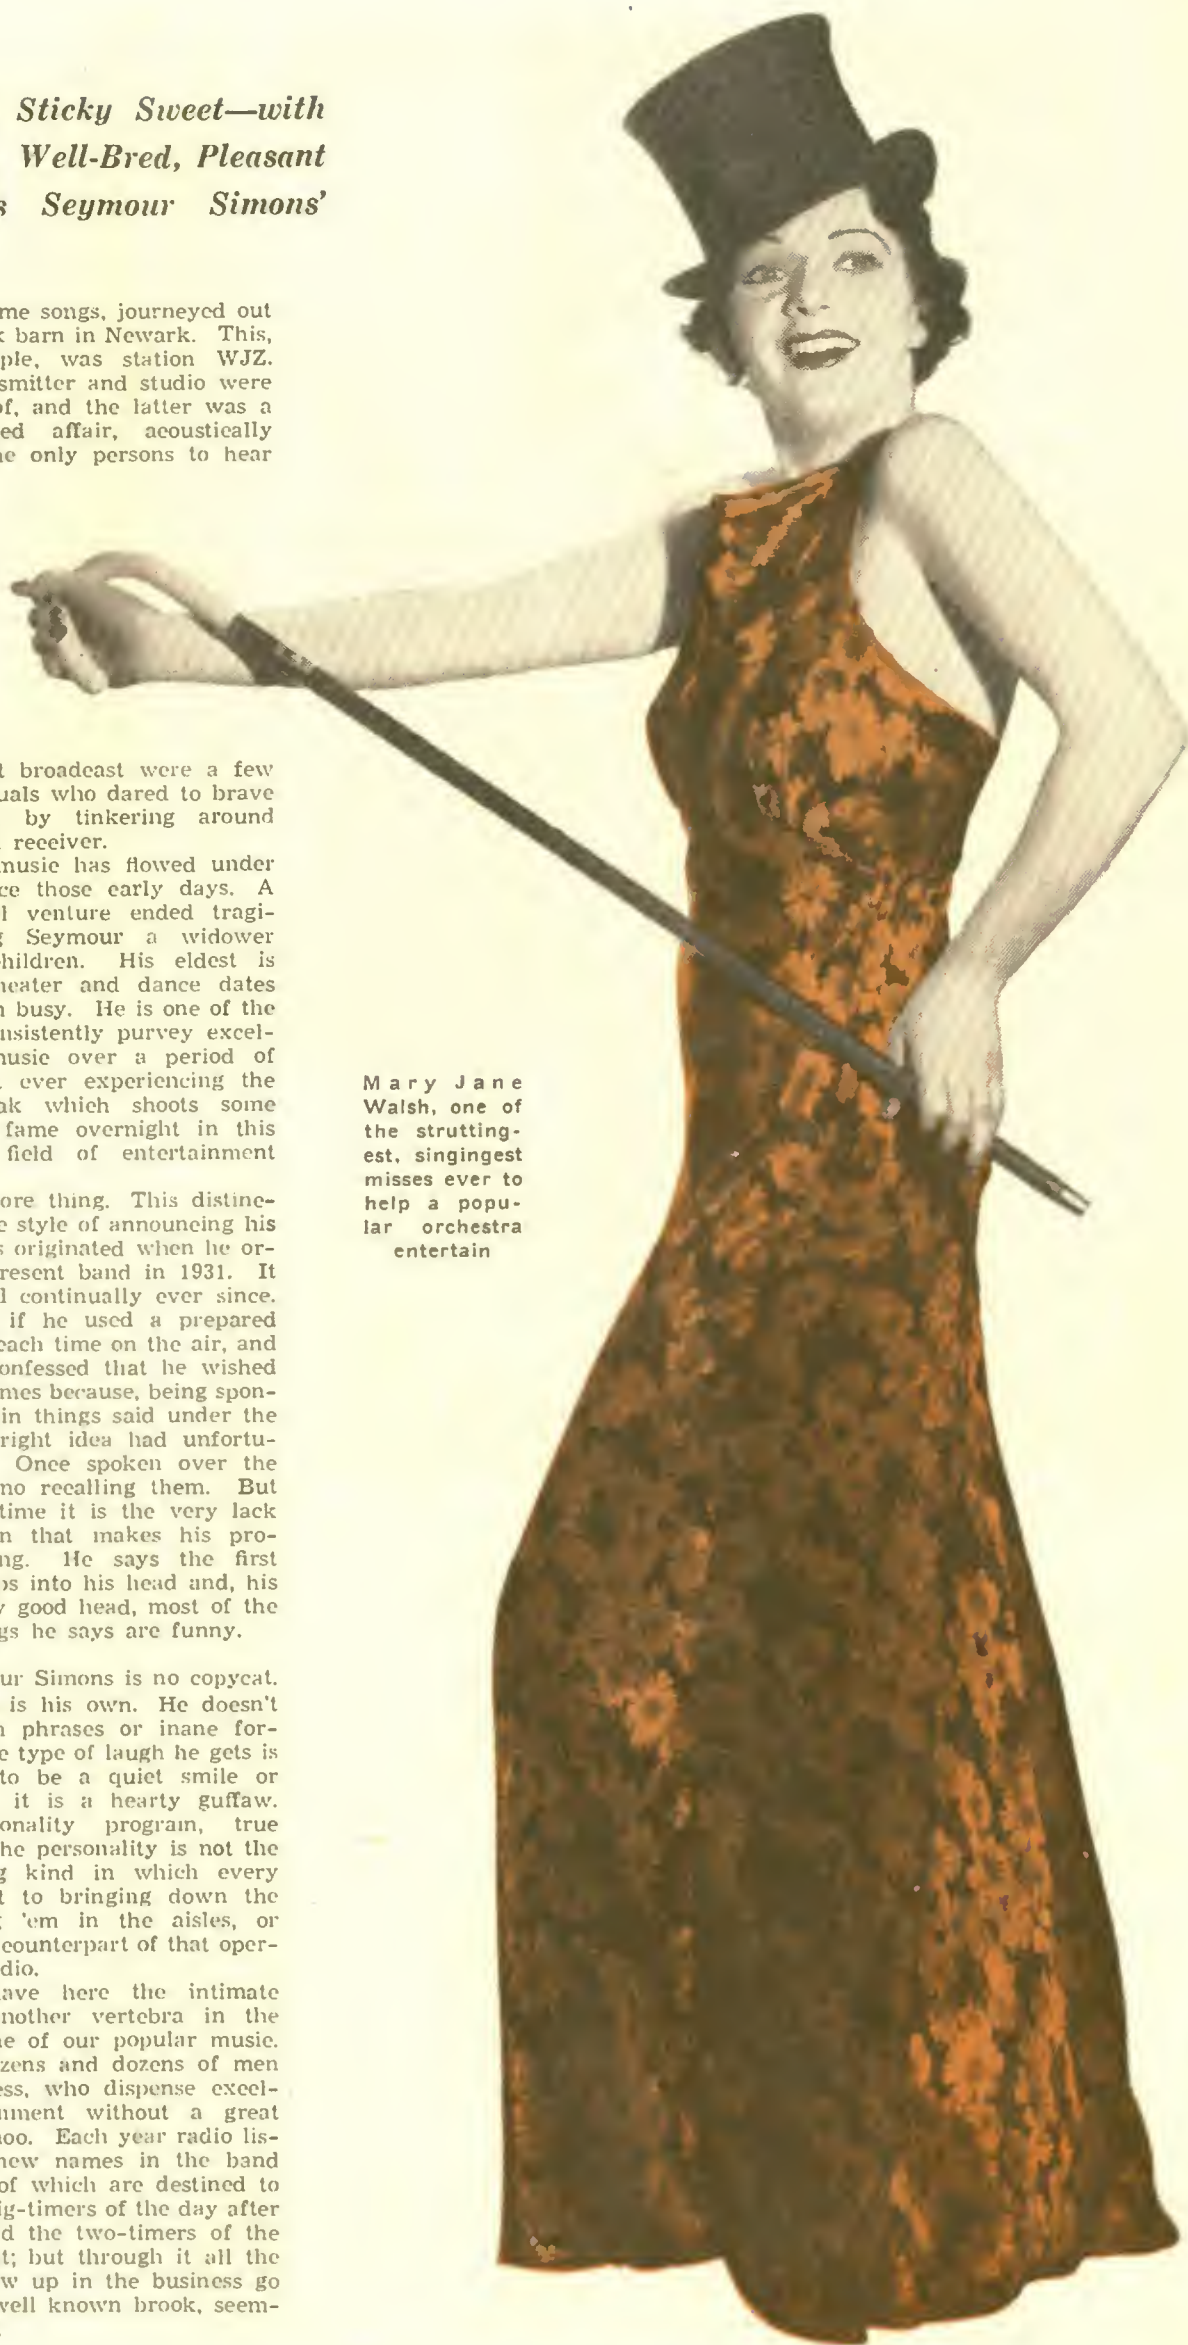 Sticky Sweet—with
Well-Bred, Pleasant
s Seymour Simons'
me songs, journeyed out
k barn in Newark. This,
ple, was station WJZ.
smitter and studio were
of, and the latter was a
ed affair, acoustically
he only persons to hear
t broadcast were a few
uals who dared to brave
by tinkering around
receiver.
music has flowed under
ce those early days. A
l venture ended tragi-
g Seymour a widower
hildren. His eldest is
heater and dance dates
n busy. He is one of the
nsistently purvey excel-
music over a period of
ever experiencing the
ak which shoots some
fame overnight in this
field of entertainment
ore thing. This distinc-
e style of announcing his
s originated when he or-
resent band in 1931. It
l continually ever since.
if he used a prepared
each time on the air, and
onfessed that he wished
mes because, being spon-
in things said under the
right idea had unfortu-
Once spoken over the
no recalling them. But
time it is the very lack
n that makes his pro-
ng. He says the first
ps into his head and, his
y good head, most of the
gs he says are funny.
ur Simons is no copycat.
is his own. He doesn't
n phrases or inane for-
e type of laugh he gets is
to be a quiet smile or
it is a hearty guffaw.
onality program, true
he personality is not the
g kind in which every
t to bringing down the
g 'em in the aisles, or
counterpart of that oper-
dio.
ave here the intimate
nother vertebra in the
ne of our popular music.
zens and dozens of men
ess, who dispense excel-
nment without a great
hoo. Each year radio lis-
new names in the band
of which are destined to
ig-timers of the day after
d the two-timers of the
t; but through it all the
w up in the business go
well known brook, seem-
Mary Jane
Walsh, one of
the strutting-
est, singingest
misses ever to
help a popu-
lar orchestra
entertain